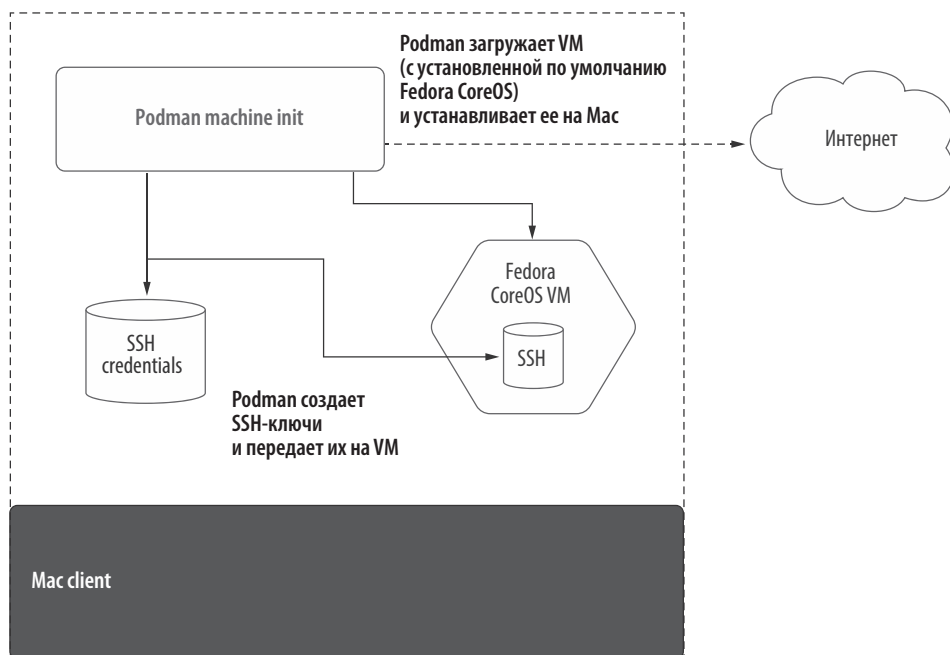 Podman загружает VM
(с установленной по умолчанию
Fedora CoreOS)
и устанавливает ее на Mac
Podman machine init
Интернет
Fedora
CoreOS VM
SSH
credentials
SSH
Podman создает
SSH-ключи
и передает их на VM
Mac client